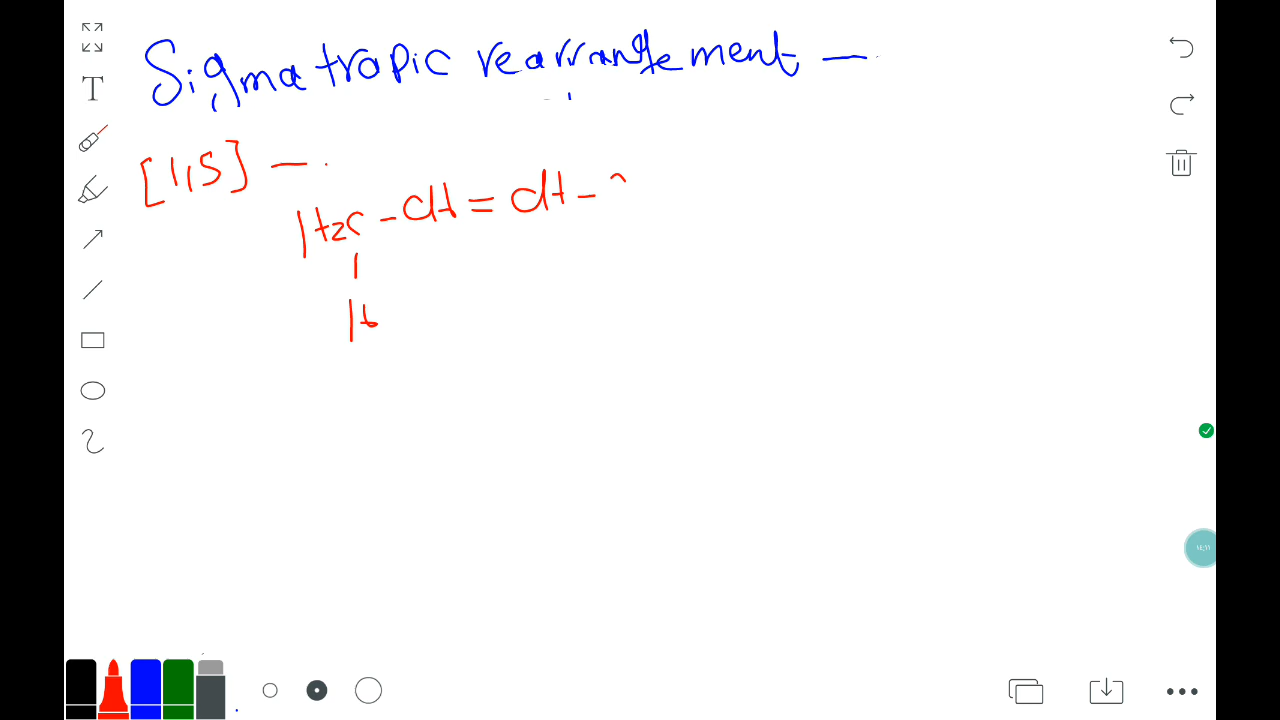 Sigmatropic rearrangement —
[1,5] —
H2C - CH = CH -
|
H